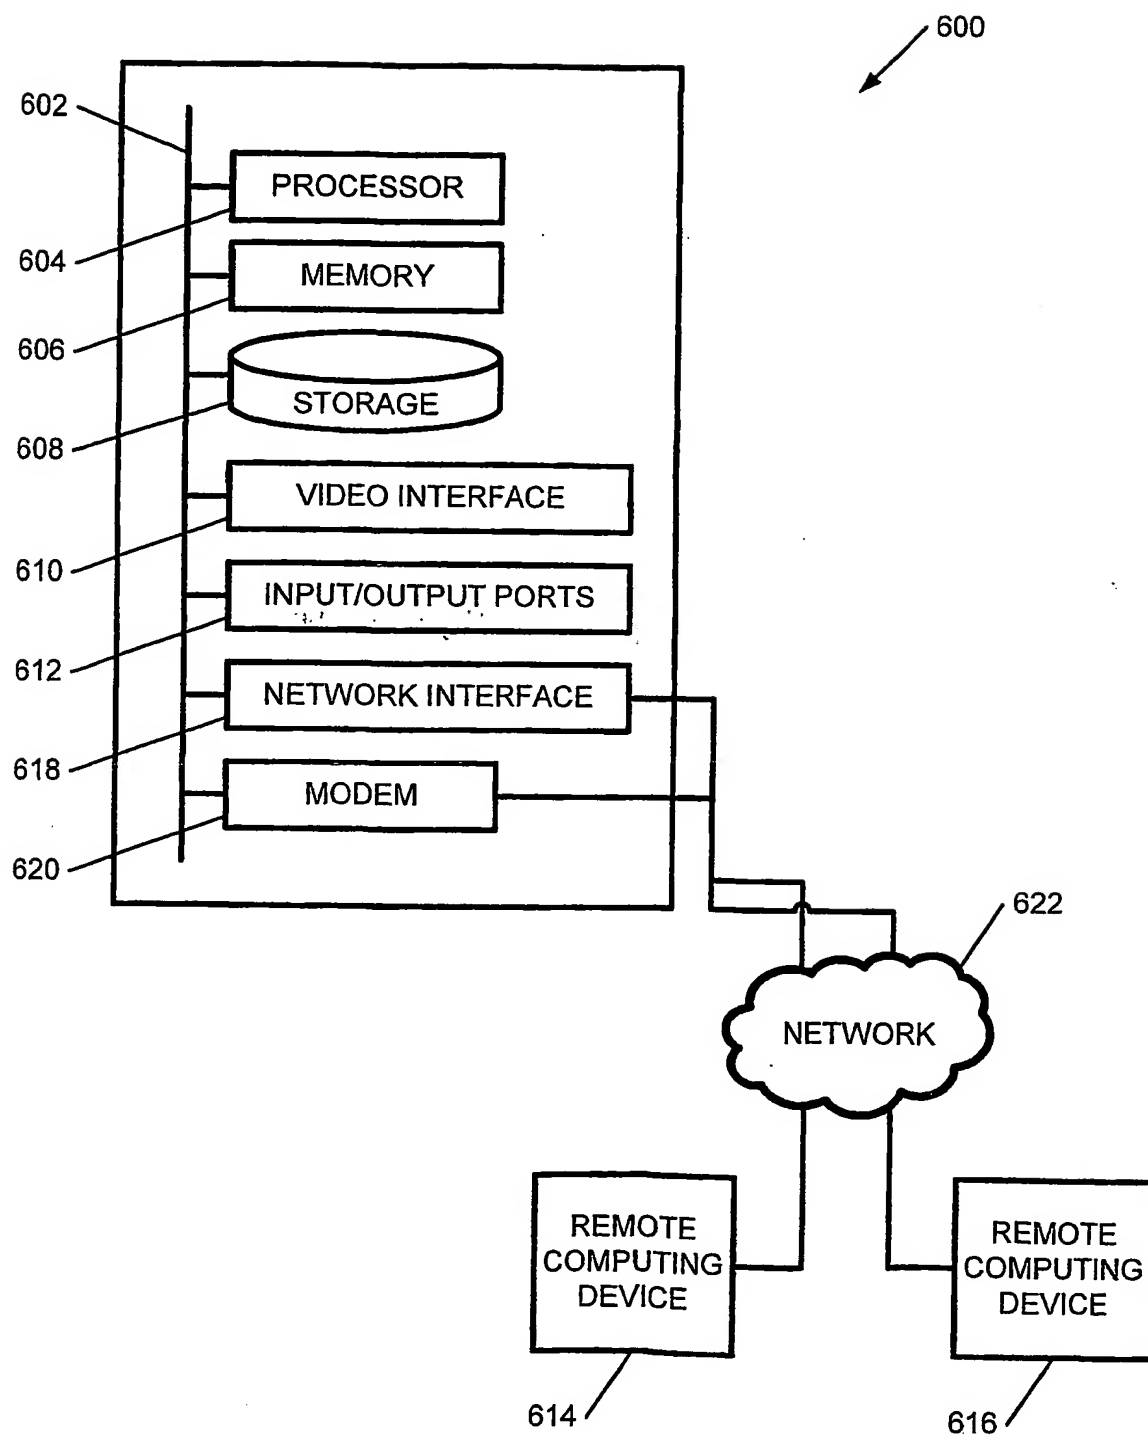 600
602
PROCESSOR
604
MEMORY
606
STORAGE
608
VIDEO INTERFACE
610
INPUT/OUTPUT PORTS
612
NETWORK INTERFACE
618
MODEM
620
622
NETWORK
REMOTE
COMPUTING
DEVICE
614
REMOTE
COMPUTING
DEVICE
616